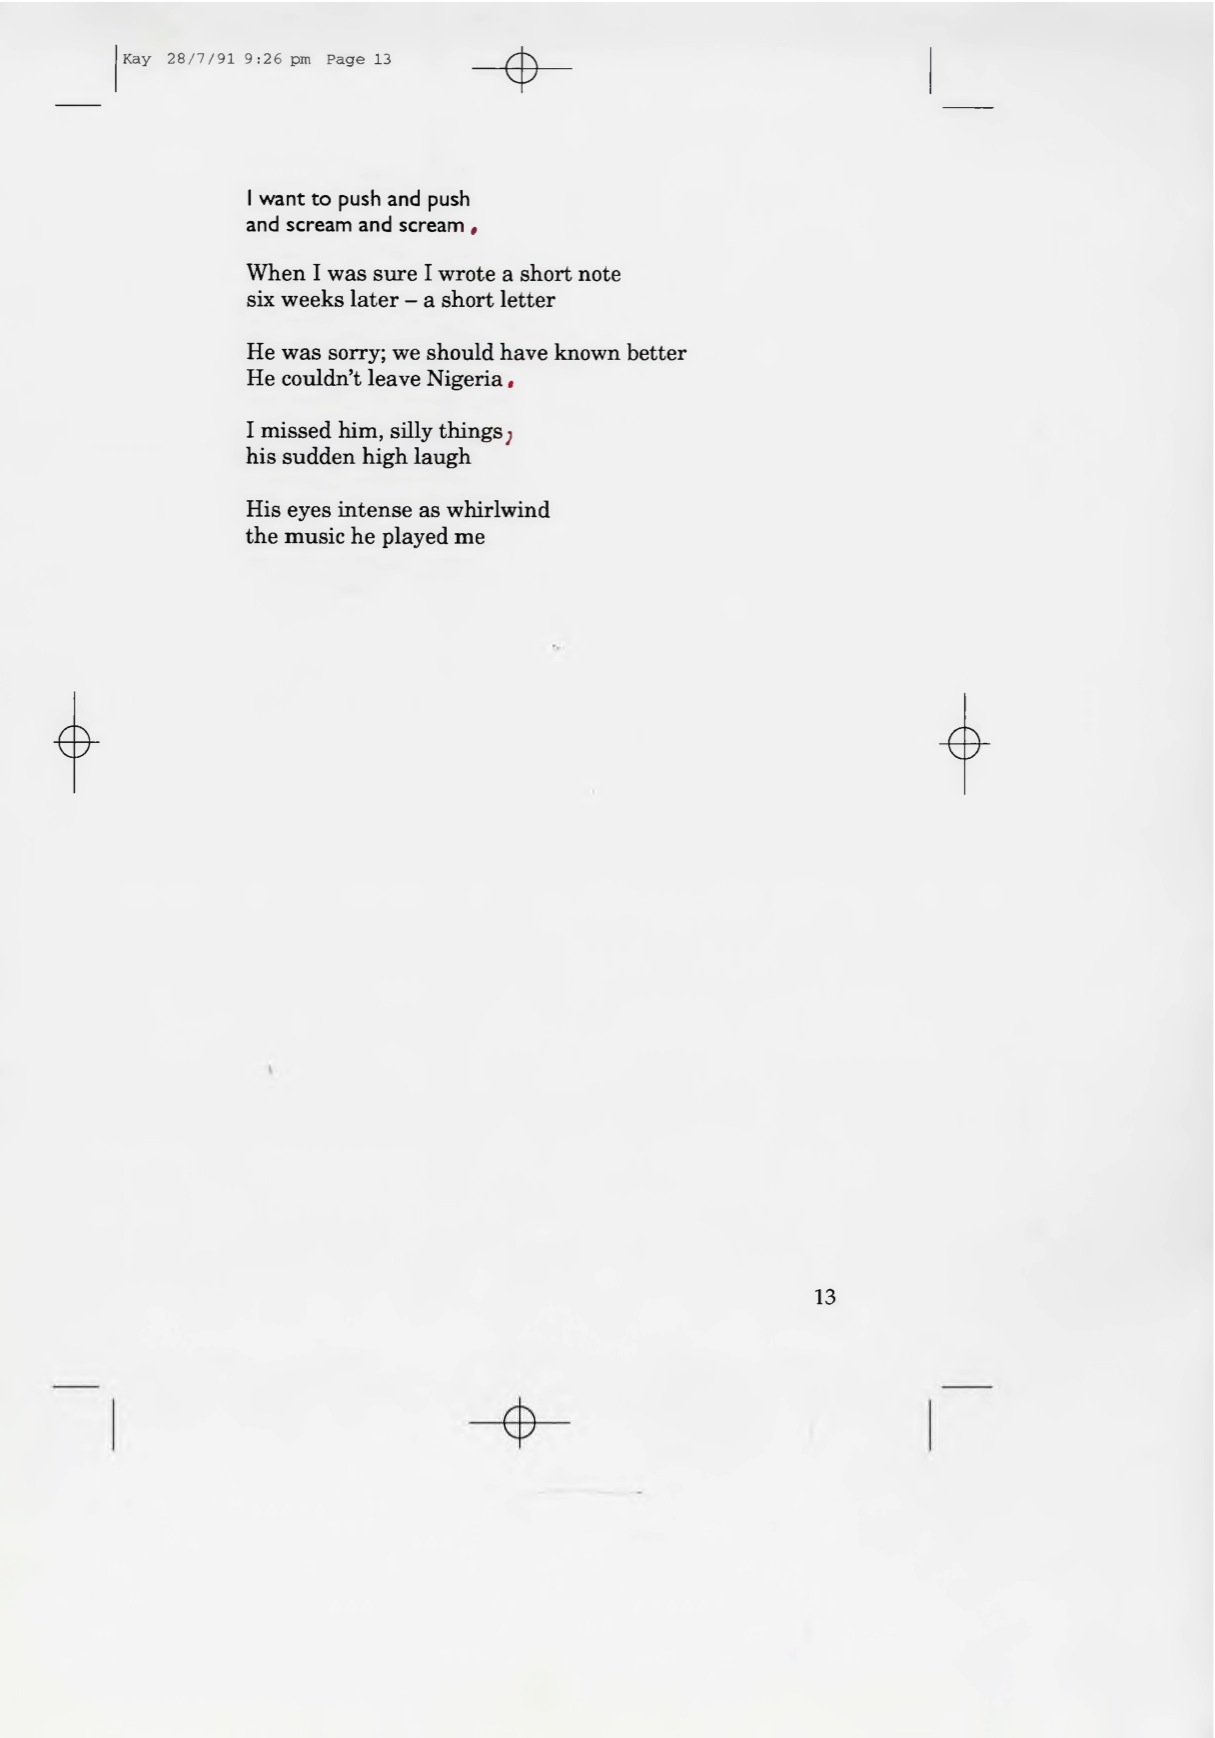 Kay 28/7/91 9:26 pm Page 13
I want to push and push
and scream and scream.
When I was sure I wrote a short note
six weeks later – a short letter
He was sorry; we should have known better
He couldn't leave Nigeria.
I missed him, silly things;
his sudden high laugh
His eyes intense as whirlwind
the music he played me
13